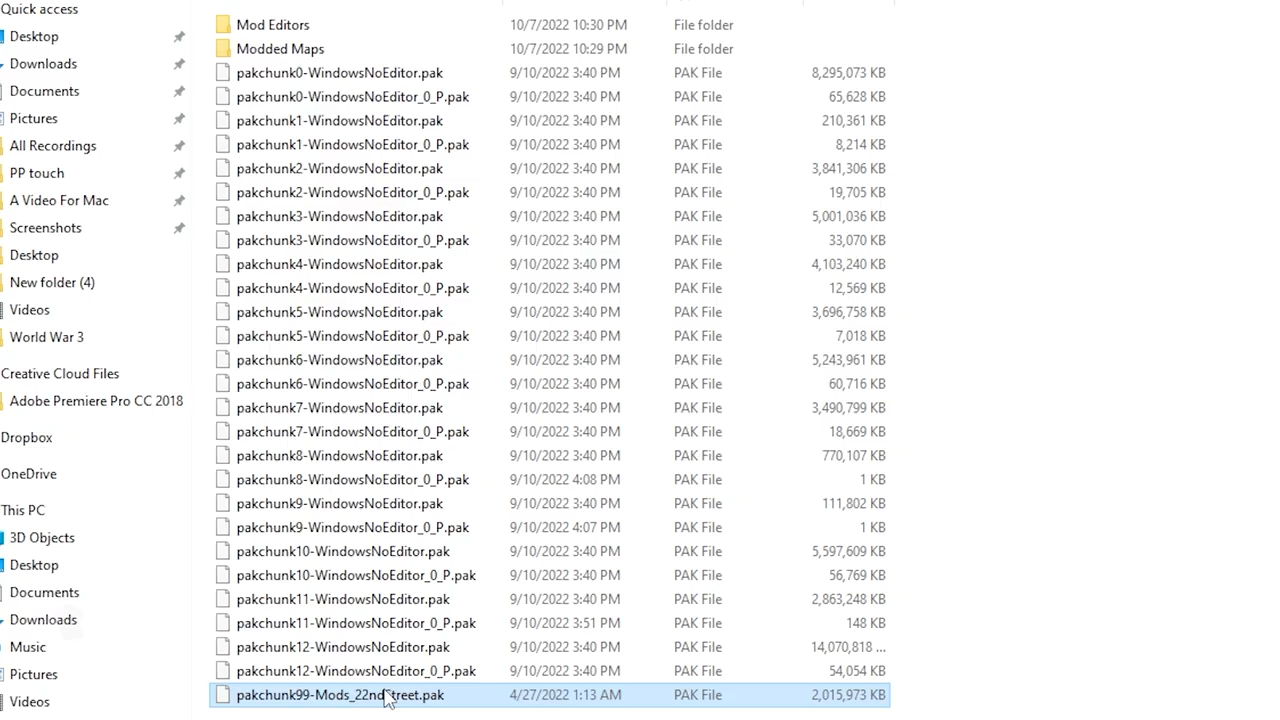 Quick access
Desktop
Downloads
Documents
Pictures
All Recordings
PP touch
A Video For Mac
Screenshots
Desktop
New folder (4)
Videos
World War 3
Creative Cloud Files
Adobe Premiere Pro CC 2018
Dropbox
OneDrive
This PC
3D Objects
Desktop
Documents
Downloads
Music
Pictures
Videos
Mod Editors 10/7/2022 10:30 PM File folder
Modded Maps 10/7/2022 10:29 PM File folder
pakchunk0-WindowsNoEditor.pak 9/10/2022 3:40 PM PAK File 8,295,073 KB
pakchunk0-WindowsNoEditor_0_P.pak 9/10/2022 3:40 PM PAK File 65,628 KB
pakchunk1-WindowsNoEditor.pak 9/10/2022 3:40 PM PAK File 210,361 KB
pakchunk1-WindowsNoEditor_0_P.pak 9/10/2022 3:40 PM PAK File 8,214 KB
pakchunk2-WindowsNoEditor.pak 9/10/2022 3:40 PM PAK File 3,841,306 KB
pakchunk2-WindowsNoEditor_0_P.pak 9/10/2022 3:40 PM PAK File 19,705 KB
pakchunk3-WindowsNoEditor.pak 9/10/2022 3:40 PM PAK File 5,001,036 KB
pakchunk3-WindowsNoEditor_0_P.pak 9/10/2022 3:40 PM PAK File 33,070 KB
pakchunk4-WindowsNoEditor.pak 9/10/2022 3:40 PM PAK File 4,103,240 KB
pakchunk4-WindowsNoEditor_0_P.pak 9/10/2022 3:40 PM PAK File 12,569 KB
pakchunk5-WindowsNoEditor.pak 9/10/2022 3:40 PM PAK File 3,696,758 KB
pakchunk5-WindowsNoEditor_0_P.pak 9/10/2022 3:40 PM PAK File 7,018 KB
pakchunk6-WindowsNoEditor.pak 9/10/2022 3:40 PM PAK File 5,243,961 KB
pakchunk6-WindowsNoEditor_0_P.pak 9/10/2022 3:40 PM PAK File 60,716 KB
pakchunk7-WindowsNoEditor.pak 9/10/2022 3:40 PM PAK File 3,490,799 KB
pakchunk7-WindowsNoEditor_0_P.pak 9/10/2022 3:40 PM PAK File 18,669 KB
pakchunk8-WindowsNoEditor.pak 9/10/2022 3:40 PM PAK File 770,107 KB
pakchunk8-WindowsNoEditor_0_P.pak 9/10/2022 4:08 PM PAK File 1 KB
pakchunk9-WindowsNoEditor.pak 9/10/2022 3:40 PM PAK File 111,802 KB
pakchunk9-WindowsNoEditor_0_P.pak 9/10/2022 4:07 PM PAK File 1 KB
pakchunk10-WindowsNoEditor.pak 9/10/2022 3:40 PM PAK File 5,597,609 KB
pakchunk10-WindowsNoEditor_0_P.pak 9/10/2022 3:40 PM PAK File 56,769 KB
pakchunk11-WindowsNoEditor.pak 9/10/2022 3:40 PM PAK File 2,863,248 KB
pakchunk11-WindowsNoEditor_0_P.pak 9/10/2022 3:51 PM PAK File 148 KB
pakchunk12-WindowsNoEditor.pak 9/10/2022 3:40 PM PAK File 14,070,818 ...
pakchunk12-WindowsNoEditor_0_P.pak 9/10/2022 3:40 PM PAK File 54,054 KB
pakchunk99-Mods_22ndStreet.pak 4/27/2022 1:13 AM PAK File 2,015,973 KB